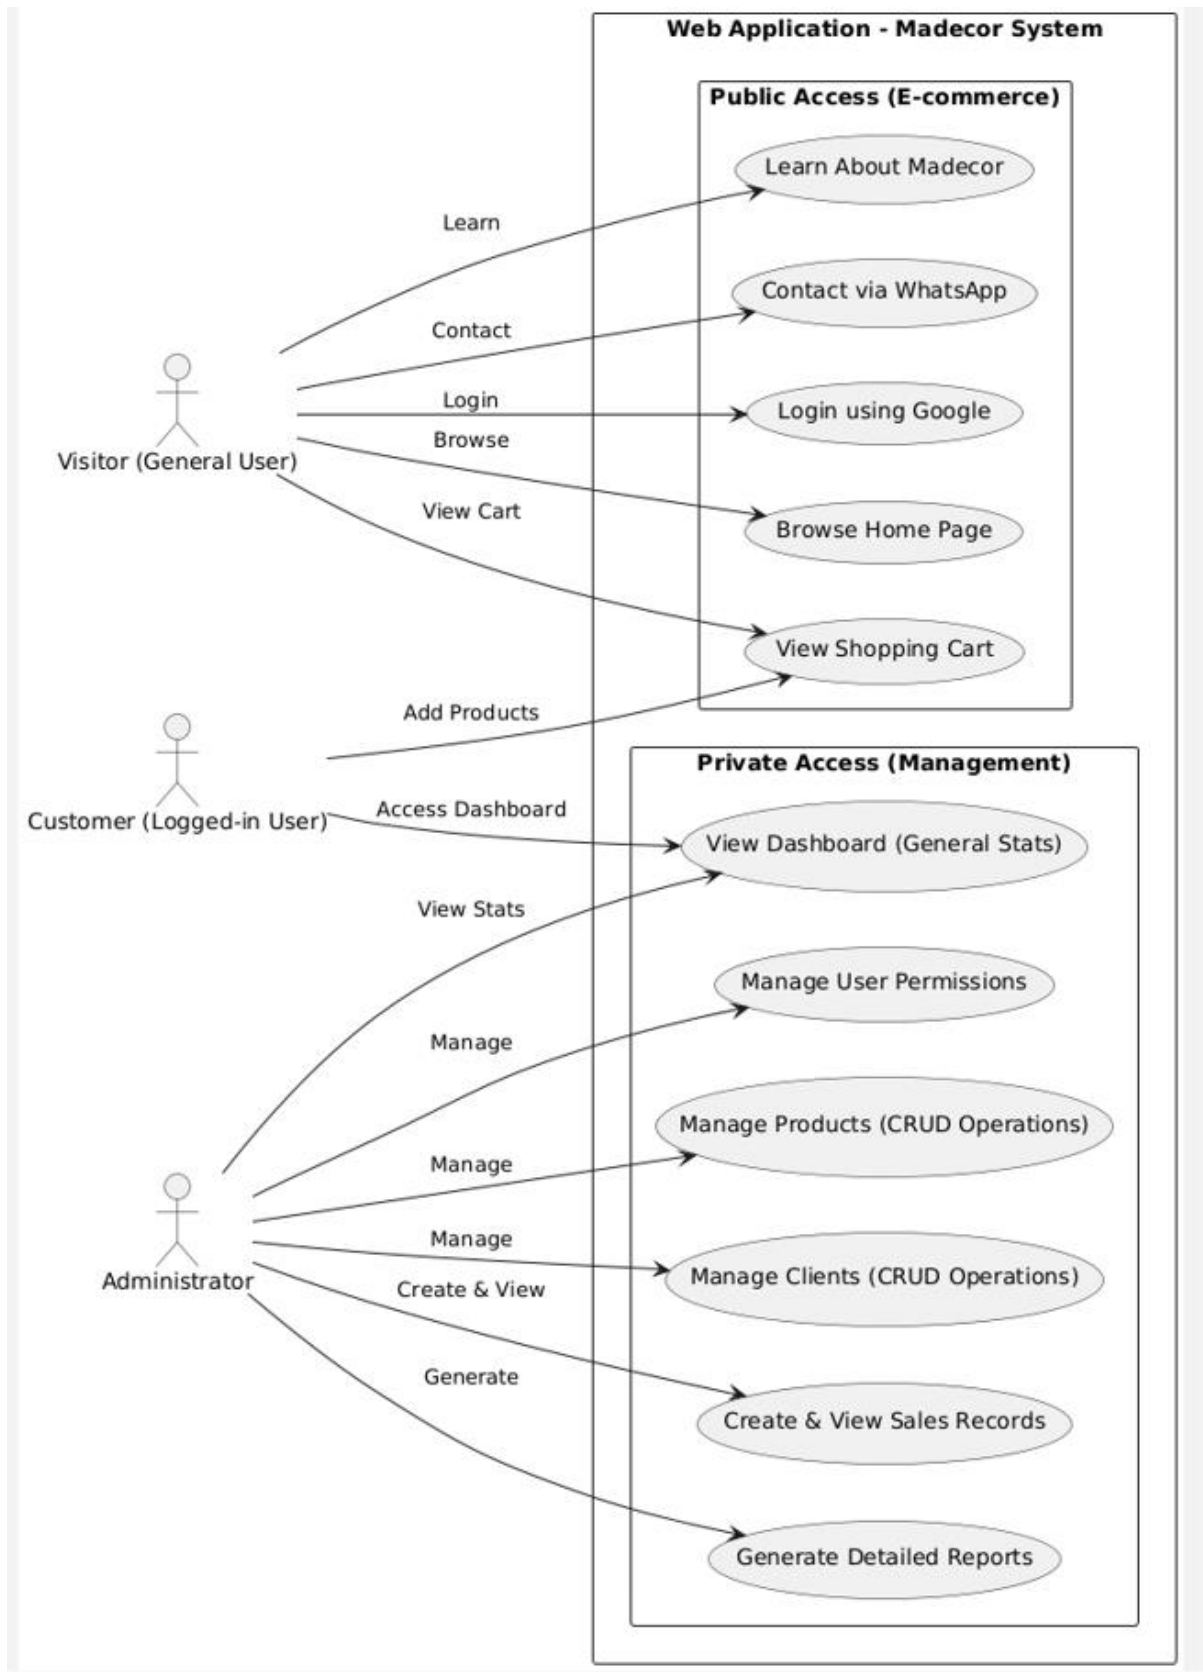 Web Application - Madecor System
Public Access (E-commerce)
Learn About Madecor
Learn
Contact via WhatsApp
Contact
Login
Login using Google
Browse
Visitor (General User)
View Cart
Browse Home Page
View Shopping Cart
Add Products
Private Access (Management)
Access Dashboard
Customer (Logged-in User)
View Dashboard (General Stats)
View Stats
Manage User Permissions
Manage
Manage Products (CRUD Operations)
Manage
Manage
Manage Clients (CRUD Operations)
Administrator
Create & View
Generate
Create & View Sales Records
Generate Detailed Reports